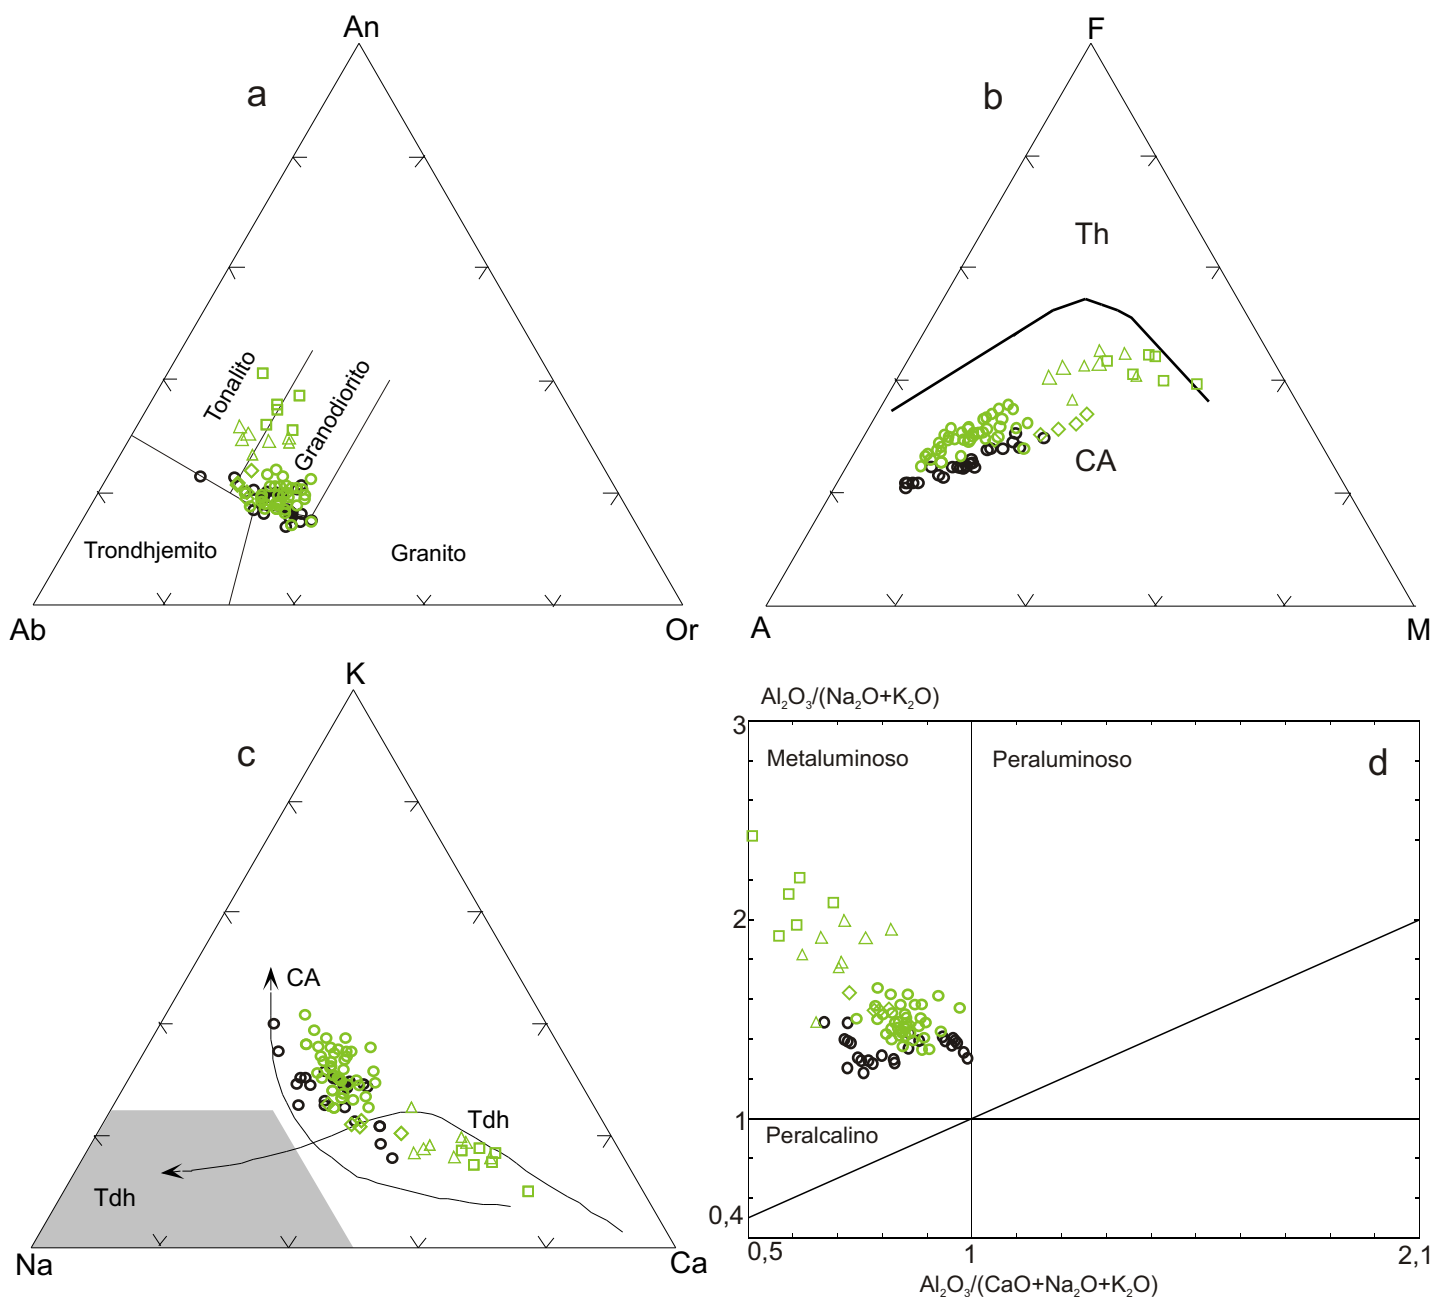 An
a
Tonalito
Granodiorito
Trondhjemito
Granito
Ab
Or
F
b
Th
CA
A
M
K
c
CA
Tdh
Tdh
Na
Ca
Al₂O₃/(Na₂O+K₂O)
3
Metaluminoso
Peraluminoso
d
2
1
Peralcalino
0,4
0,5
1
2,1
Al₂O₃/(CaO+Na₂O+K₂O)